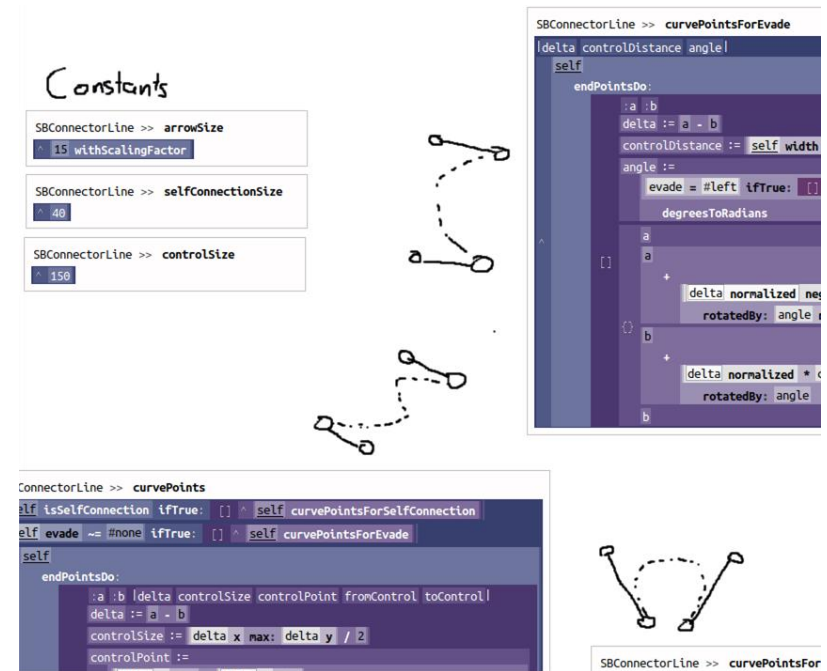 Constants
SBConnectorLine >> arrowSize
^ 15 withScalingFactor
SBConnectorLine >> selfConnectionSize
^ 40
SBConnectorLine >> controlSize
^ 150
SBConnectorLine >> curvePointsForEvade
|delta controlDistance angle|
self
endPointsDo:
:a :b
delta := a - b
controlDistance := self width
angle :=
evade = #left ifTrue: []
degreesToRadians
^
[]
{}
a
a
+
delta normalized neg
rotatedBy: angle
b
+
delta normalized *
rotatedBy: angle
b
ConnectorLine >> curvePoints
elf isSelfConnection ifTrue: [] ^ self curvePointsForSelfConnection
elf evade ~= #none ifTrue: [] ^ self curvePointsForEvade
self
endPointsDo:
:a :b |delta controlSize controlPoint fromControl toControl|
delta := a - b
controlSize := delta x max: delta y / 2
controlPoint :=
SBConnectorLine >> curvePointsFor